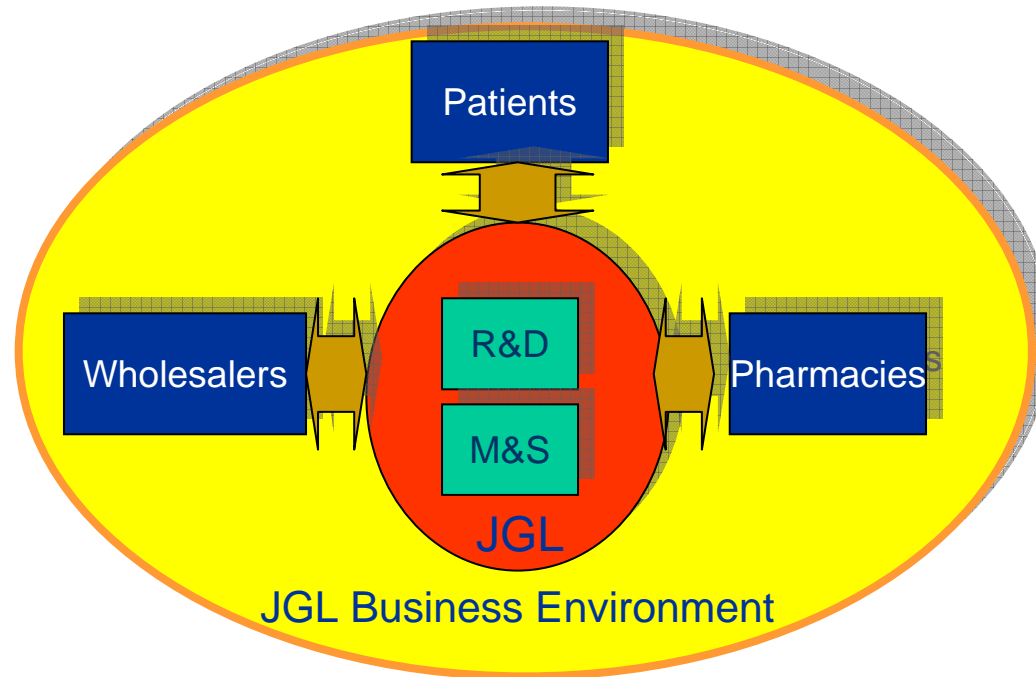 Patients
Wholesalers
R&D
Pharmacies
M&S
JGL
JGL Business Environment